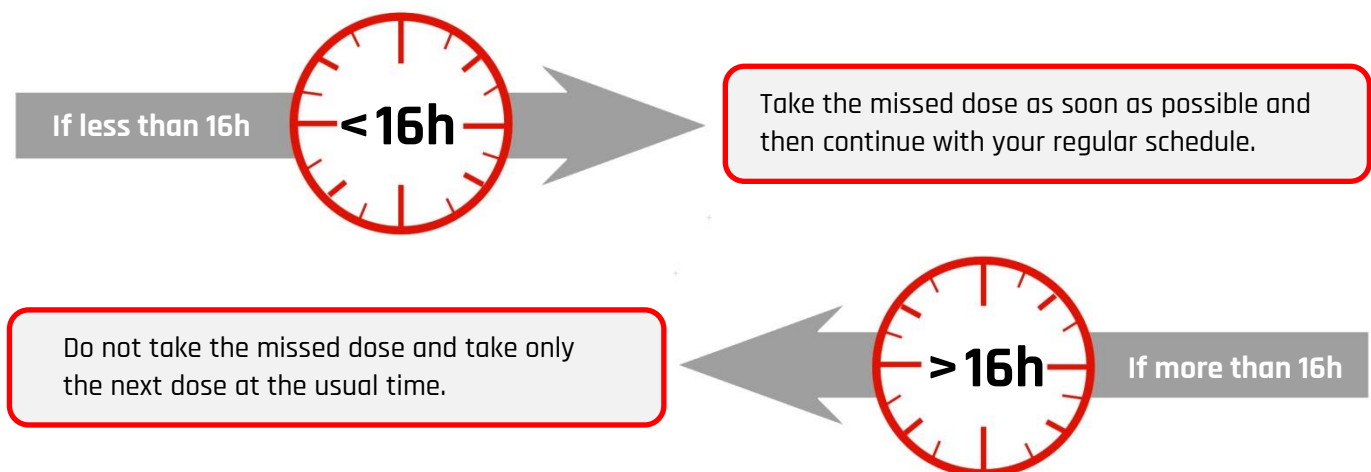 If less than 16h
< 16h
Take the missed dose as soon as possible and
then continue with your regular schedule.
Do not take the missed dose and take only
the next dose at the usual time.
> 16h
If more than 16h